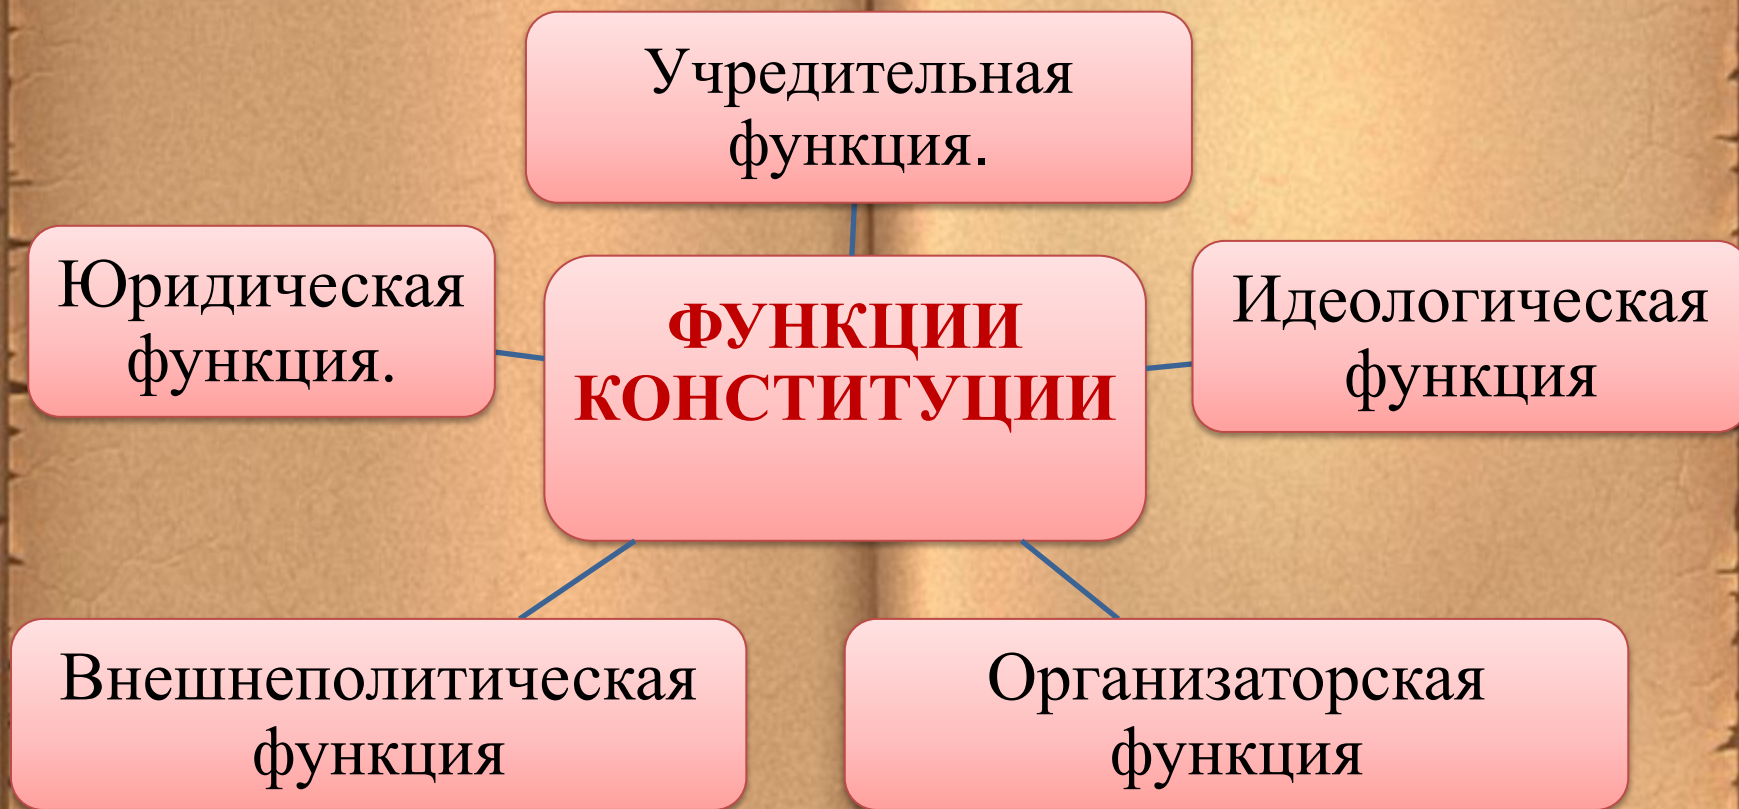 Учредительная
функция.
Юридическая
функция.
ФУНКЦИИ
КОНСТИТУЦИИ
Идеологическая
функция
Внешнеполитическая
функция
Организаторская
функция